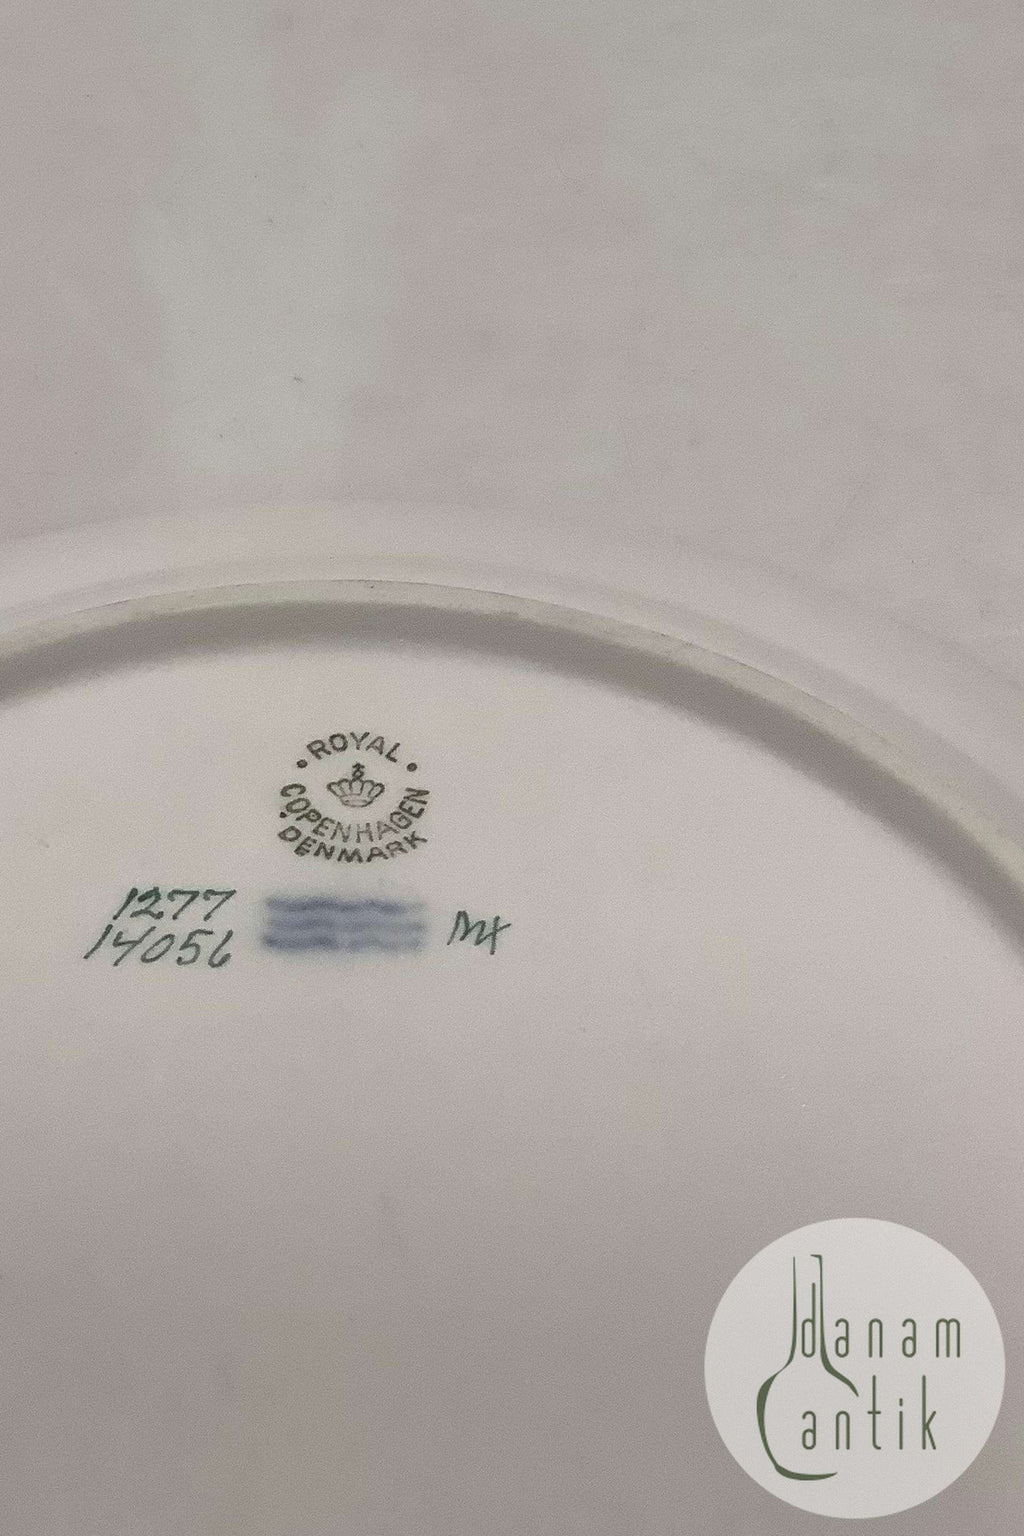 ROYAL
COPENHAGEN
DENMARK
1277
14056
danam
antik